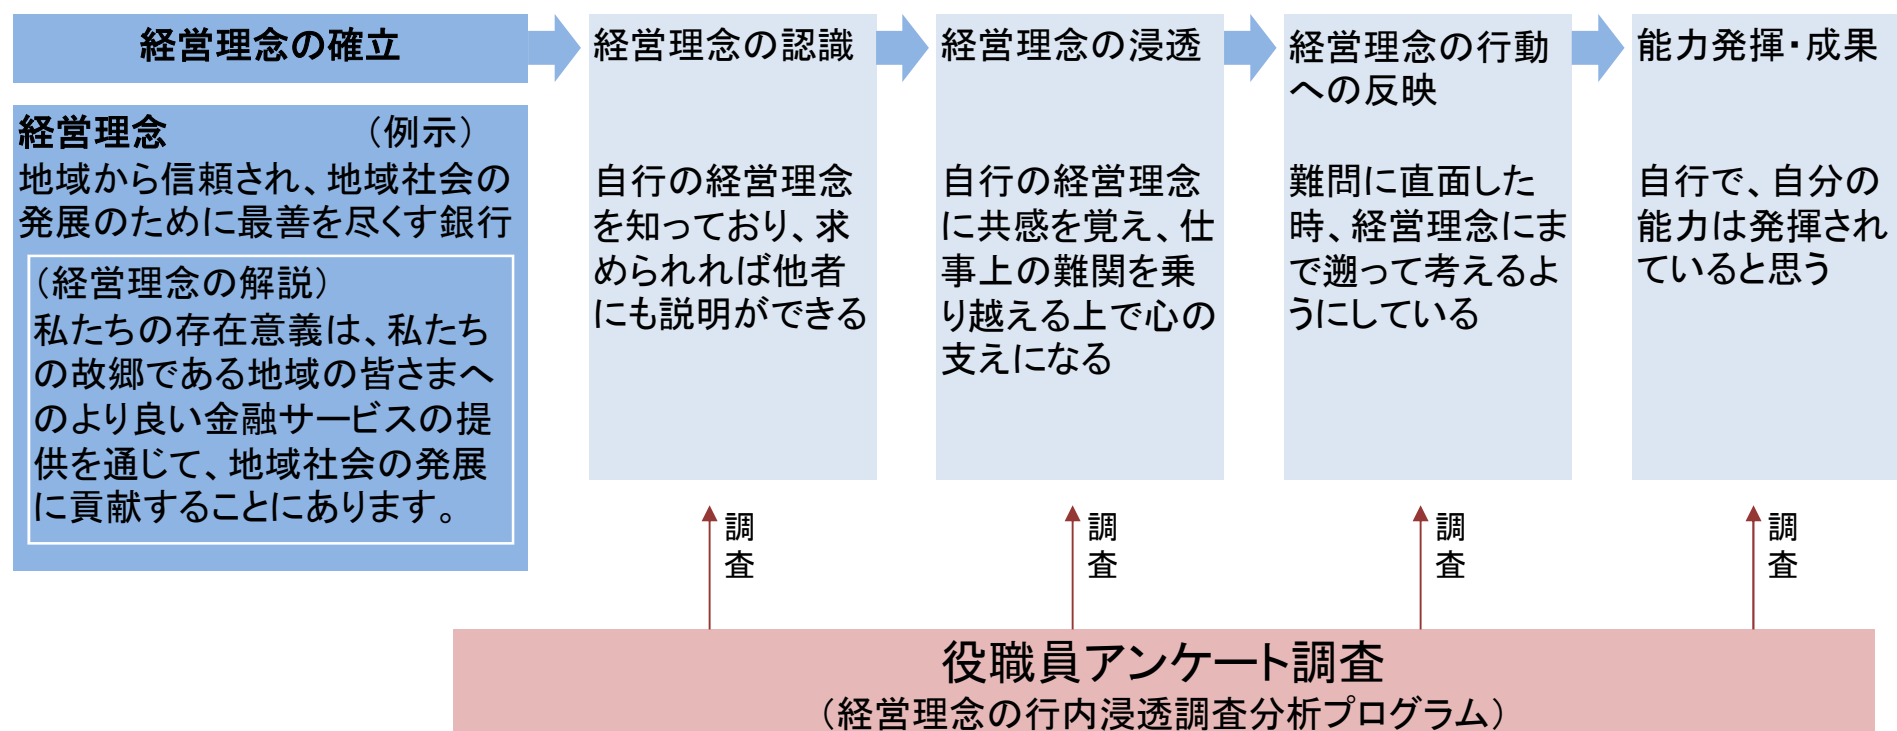 経営理念の確立
経営理念　　　　　（例示）
地域から信頼され、地域社会の
発展のために最善を尽くす銀行
（経営理念の解説）
私たちの存在意義は、私たち
の故郷である地域の皆さまへ
のより良い金融サービスの提
供を通じて、地域社会の発展
に貢献することにあります。
経営理念の認識
自行の経営理念
を知っており、求
められれば他者
にも説明ができる
経営理念の浸透
自行の経営理念
に共感を覚え、仕
事上の難関を乗
り越える上で心の
支えになる
経営理念の行動
への反映
難問に直面した
時、経営理念にま
で遡って考えるよ
うにしている
能力発揮・成果
自行で、自分の
能力は発揮され
ていると思う
調
査
調
査
調
査
調
査
役職員アンケート調査
（経営理念の行内浸透調査分析プログラム）